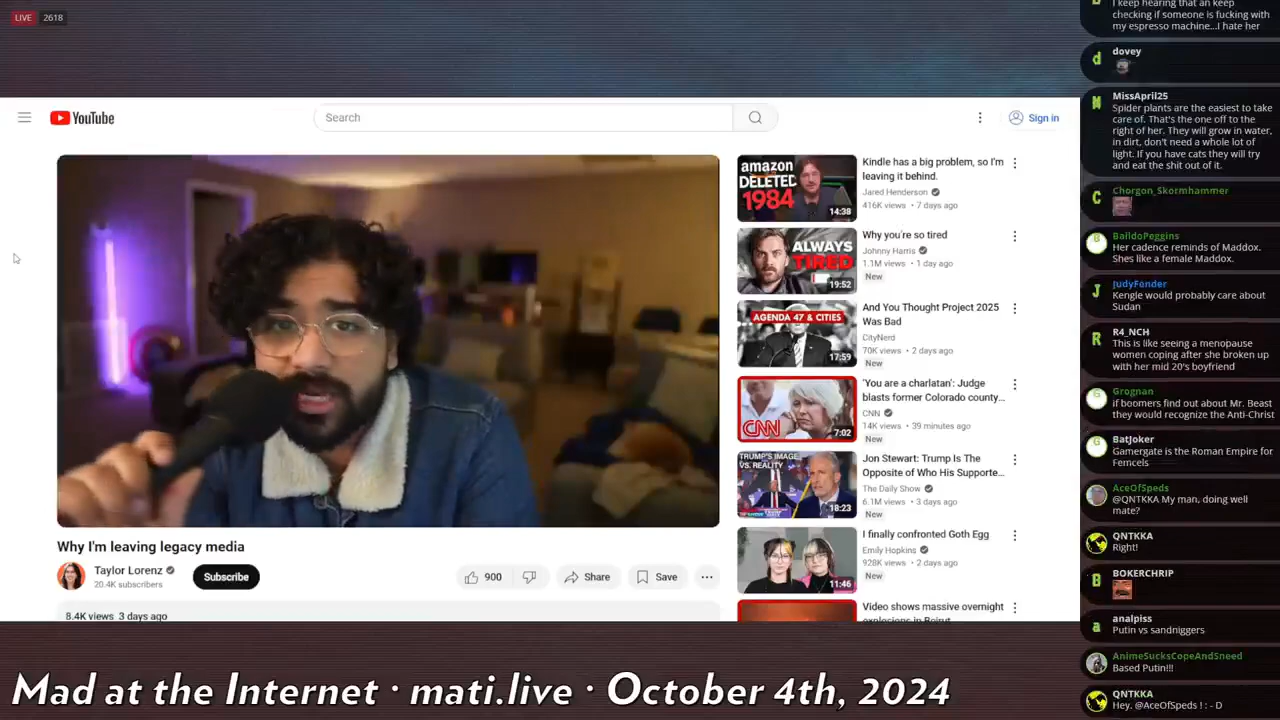 LIVE 2618
YouTube
Search
Sign in
amazon
DELETED
1984
14:38
Kindle has a big problem, so I'm
leaving it behind.
Jared Henderson
416K views • 7 days ago
ALWAYS
TIRED
19:52
Why you're so tired
Johnny Harris
1.1M views • 1 day ago
New
AGENDA 47 & CITIES
17:59
And You Thought Project 2025
Was Bad
CityNerd
70K views • 2 days ago
New
CNN
7:02
'You are a charlatan': Judge
blasts former Colorado county...
CNN
14K views • 39 minutes ago
New
TRUMP'S IMAGE
VS. REALITY
18:23
Jon Stewart: Trump Is The
Opposite of Who His Supporte...
The Daily Show
6.1M views • 3 days ago
New
11:46
I finally confronted Goth Egg
Emily Hopkins
928K views • 2 days ago
New
Video shows massive overnight
explosions in Beirut
Why I'm leaving legacy media
Taylor Lorenz
20.4K subscribers
Subscribe
900
Share
Save
8.4K views 3 days ago
I keep hearing that an keep
checking if someone is fucking with
my espresso machine...I hate her
dovey
MissApril25
Spider plants are the easiest to take
care of. That's the one off to the
right of her. They will grow in water,
in dirt, don't need a whole lot of
light. If you have cats they will try
and eat the shit out of it.
Chorgon_Skormhammer
BalldoPeggins
Her cadence reminds of Maddox.
Shes like a female Maddox.
JudyFonder
Kengle would probably care about
Sudan
R4_NCH
This is like seeing a menopause
women coping after she broke up
with her mid 20's boyfriend
Grognan
if boomers find out about Mr. Beast
they would recognize the Anti-Christ
BatJoker
Gamergate is the Roman Empire for
Femcels
AceOfSpeds
@QNTKKA My man, doing well
mate?
QNTKKA
Right!
BOKERCHRIP
analpiss
Putin vs sandniggers
AnimeSucksCopeAndSneed
Based Putin!!!
QNTKKA
Hey. @AceOfSpeds ! : - D
Mad at the Internet · mati.live · October 4th, 2024